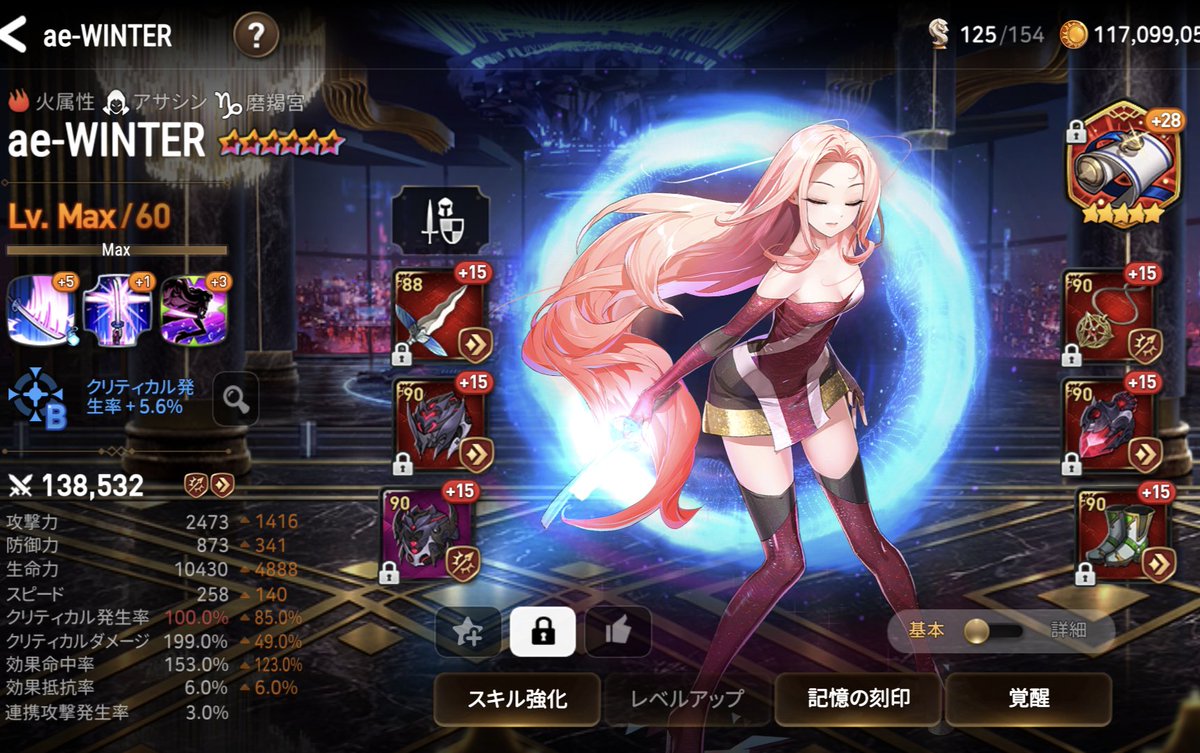 ae-WINTER
?
125/154
117,099,05
火属性 アサシン 磨羯宮
ae-WINTER
Lv. Max/60
Max
+5
+1
+3
B
クリティカル発
生率+5.6%
138,532
攻撃力 2473 1416
防御力 873 341
生命力 10430 4888
スピード 258 140
クリティカル発生率 100.0% 85.0%
クリティカルダメージ 199.0% 49.0%
効果命中率 153.0% 123.0%
効果抵抗率 6.0% 6.0%
連携攻撃発生率 3.0%
88
+15
90
+15
90
+15
+28
90
+15
90
+15
90
+15
基本
詳細
スキル強化
レベルアップ
記憶の刻印
覚醒